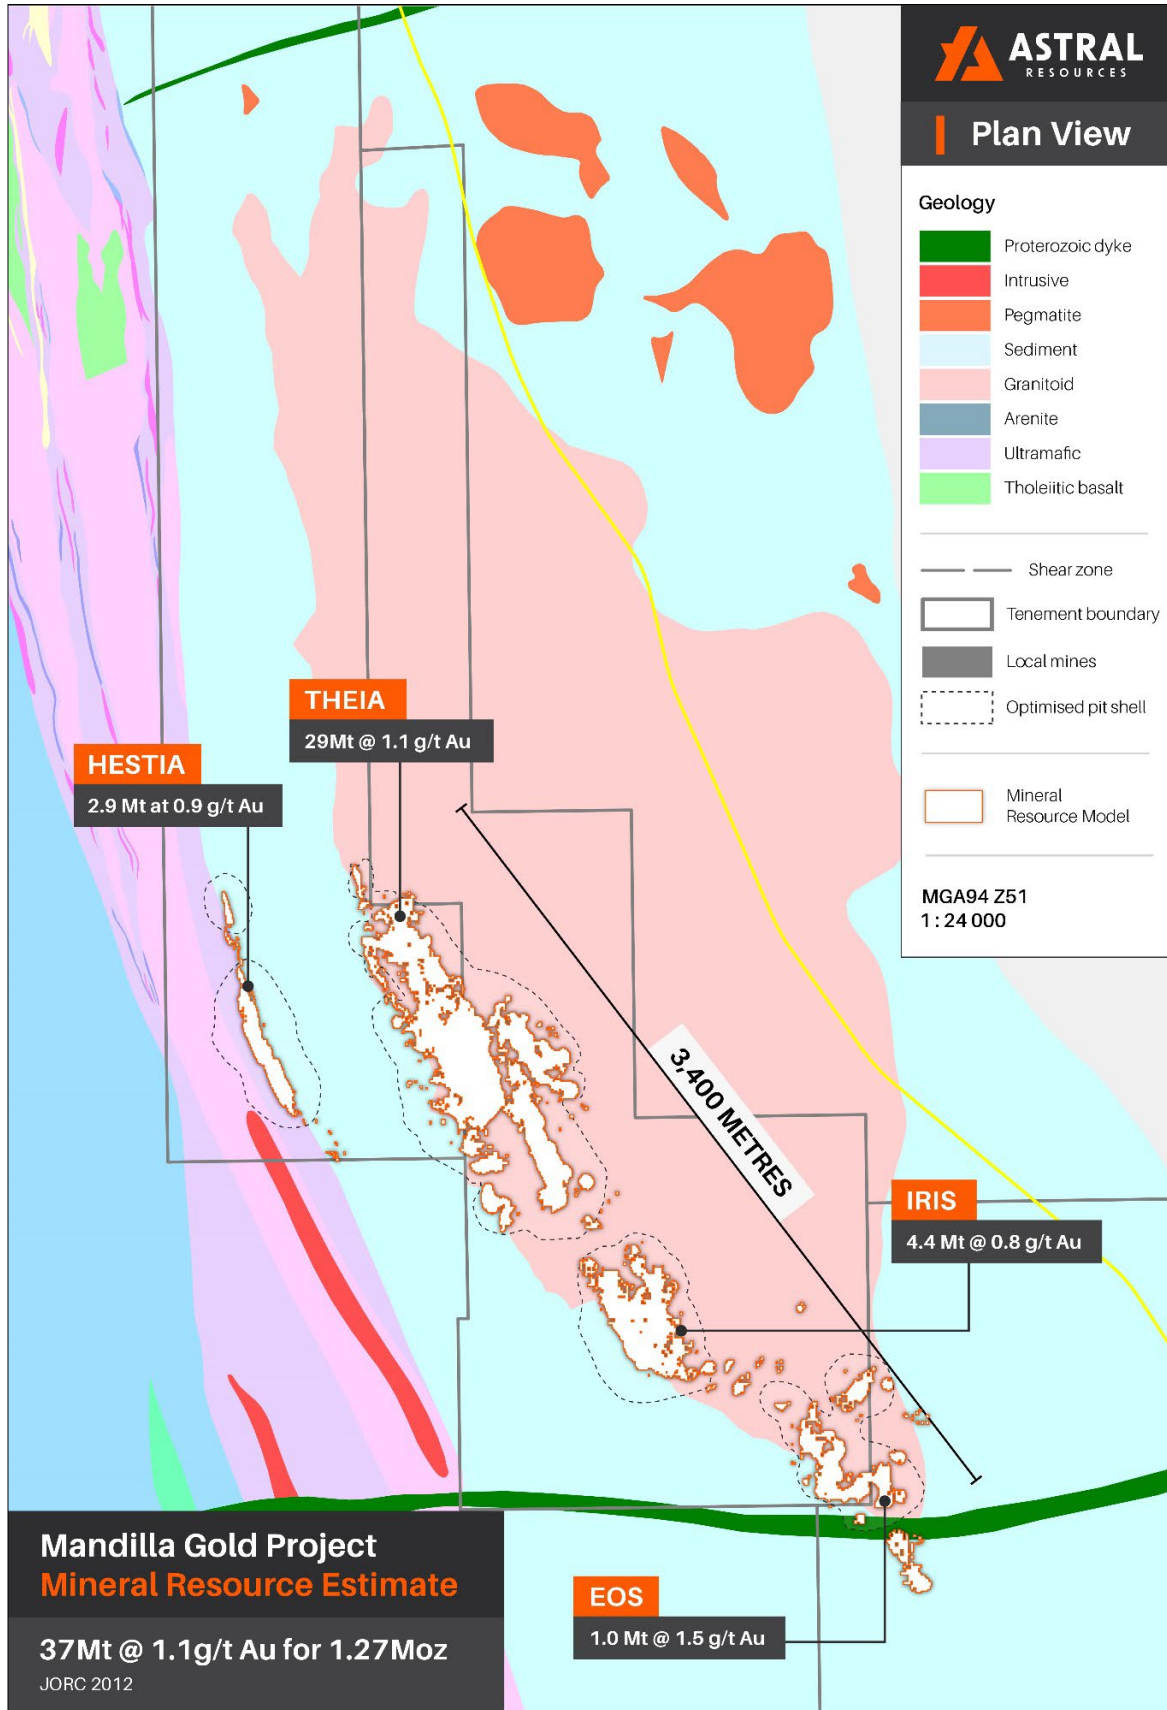 ASTRAL
RESOURCES
Plan View
Geology
Proterozoic dyke
Intrusive
Pegmatite
Sediment
Granitoid
Arenite
Ultramafic
Tholeiitic basalt
Shear zone
Tenement boundary
Local mines
Optimised pit shell
Mineral
Resource Model
MGA94 Z51
1 : 24 000
THEIA
29Mt @ 1.1 g/t Au
HESTIA
2.9 Mt at 0.9 g/t Au
3,400 METRES
IRIS
4.4 Mt @ 0.8 g/t Au
EOS
1.0 Mt @ 1.5 g/t Au
Mandilla Gold Project
Mineral Resource Estimate
37Mt @ 1.1g/t Au for 1.27Moz
JORC 2012